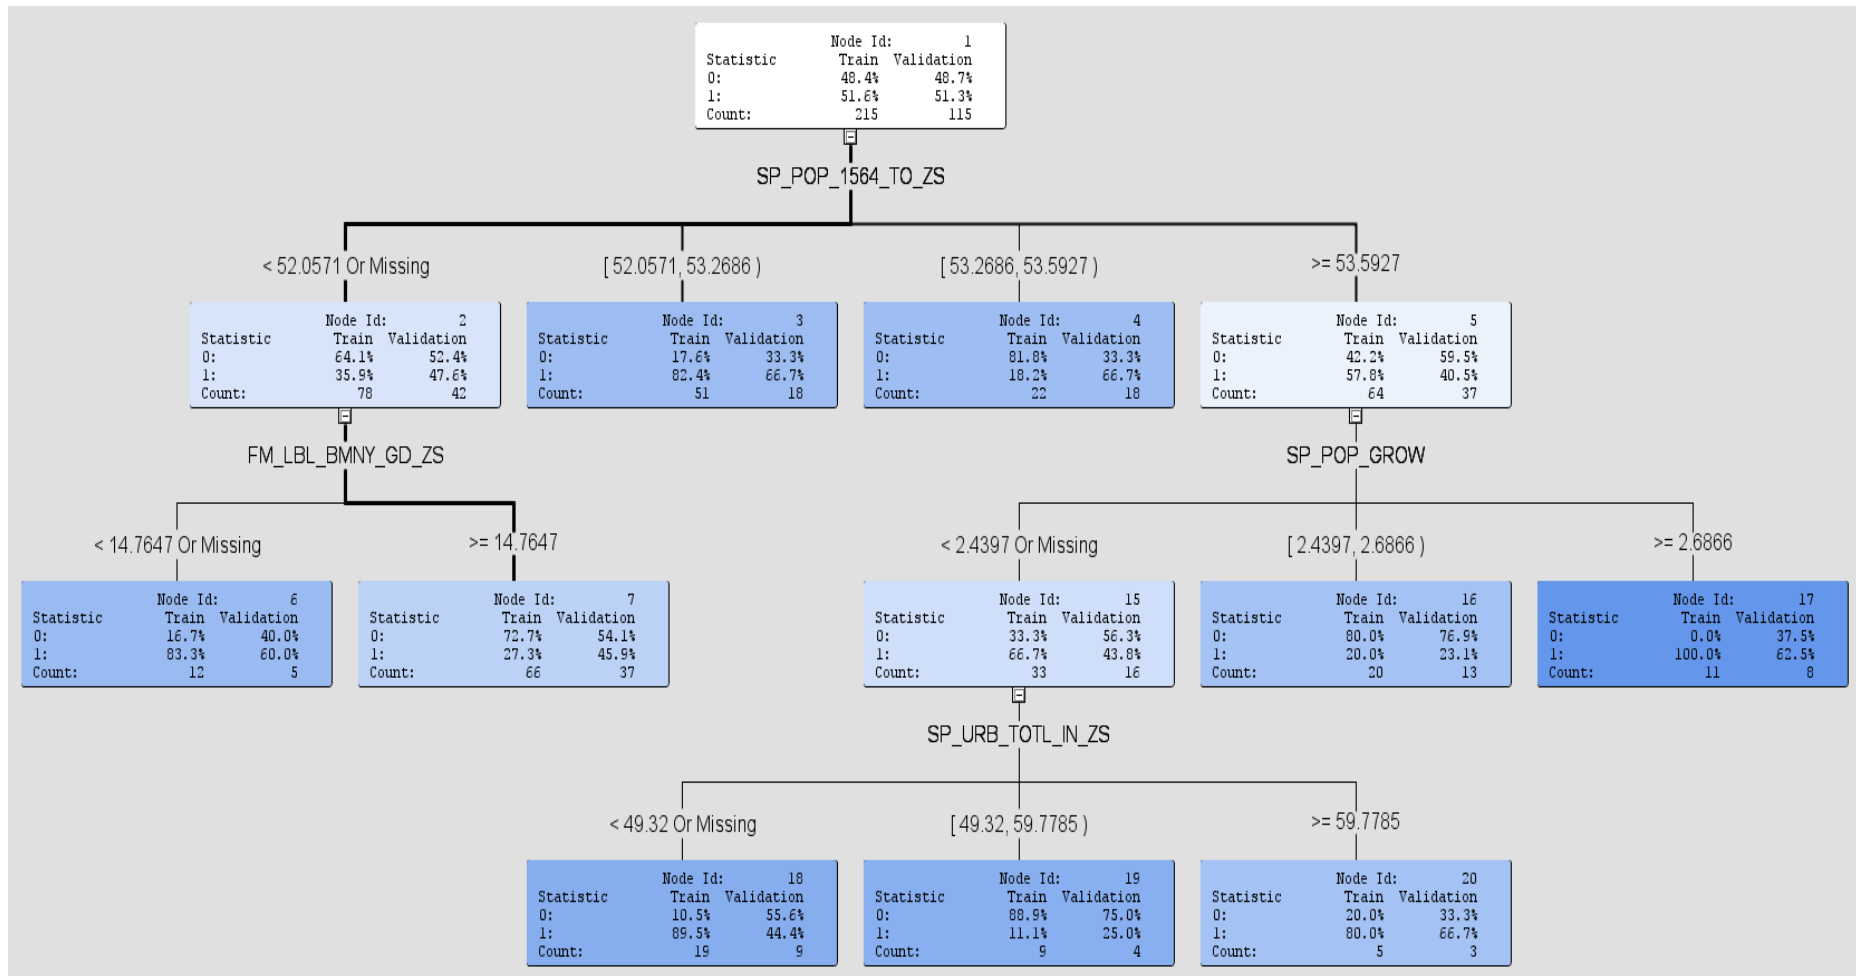 Node Id: 1
Statistic Train Validation
0: 48.4% 48.7%
1: 51.6% 51.3%
Count: 215 115
SP_POP_1564_TO_ZS
< 52.0571 Or Missing
[ 52.0571, 53.2686 )
[ 53.2686, 53.5927 )
>= 53.5927
Node Id: 2
Statistic Train Validation
0: 64.1% 52.4%
1: 35.9% 47.6%
Count: 78 42
Node Id: 3
Statistic Train Validation
0: 17.6% 33.3%
1: 82.4% 66.7%
Count: 51 18
Node Id: 4
Statistic Train Validation
0: 81.8% 33.3%
1: 18.2% 66.7%
Count: 22 18
Node Id: 5
Statistic Train Validation
0: 42.2% 59.5%
1: 57.8% 40.5%
Count: 64 37
FM_LBL_BMNY_GD_ZS
SP_POP_GROW
< 14.7647 Or Missing
>= 14.7647
< 2.4397 Or Missing
[ 2.4397, 2.6866 )
>= 2.6866
Node Id: 6
Statistic Train Validation
0: 16.7% 40.0%
1: 83.3% 60.0%
Count: 12 5
Node Id: 7
Statistic Train Validation
0: 72.7% 54.1%
1: 27.3% 45.9%
Count: 66 37
Node Id: 15
Statistic Train Validation
0: 33.3% 56.3%
1: 66.7% 43.8%
Count: 33 16
Node Id: 16
Statistic Train Validation
0: 80.0% 76.9%
1: 20.0% 23.1%
Count: 20 13
Node Id: 17
Statistic Train Validation
0: 0.0% 37.5%
1: 100.0% 62.5%
Count: 11 8
SP_URB_TOTL_IN_ZS
< 49.32 Or Missing
[ 49.32, 59.7785 )
>= 59.7785
Node Id: 18
Statistic Train Validation
0: 10.5% 55.6%
1: 89.5% 44.4%
Count: 19 9
Node Id: 19
Statistic Train Validation
0: 88.9% 75.0%
1: 11.1% 25.0%
Count: 9 4
Node Id: 20
Statistic Train Validation
0: 20.0% 33.3%
1: 80.0% 66.7%
Count: 5 3